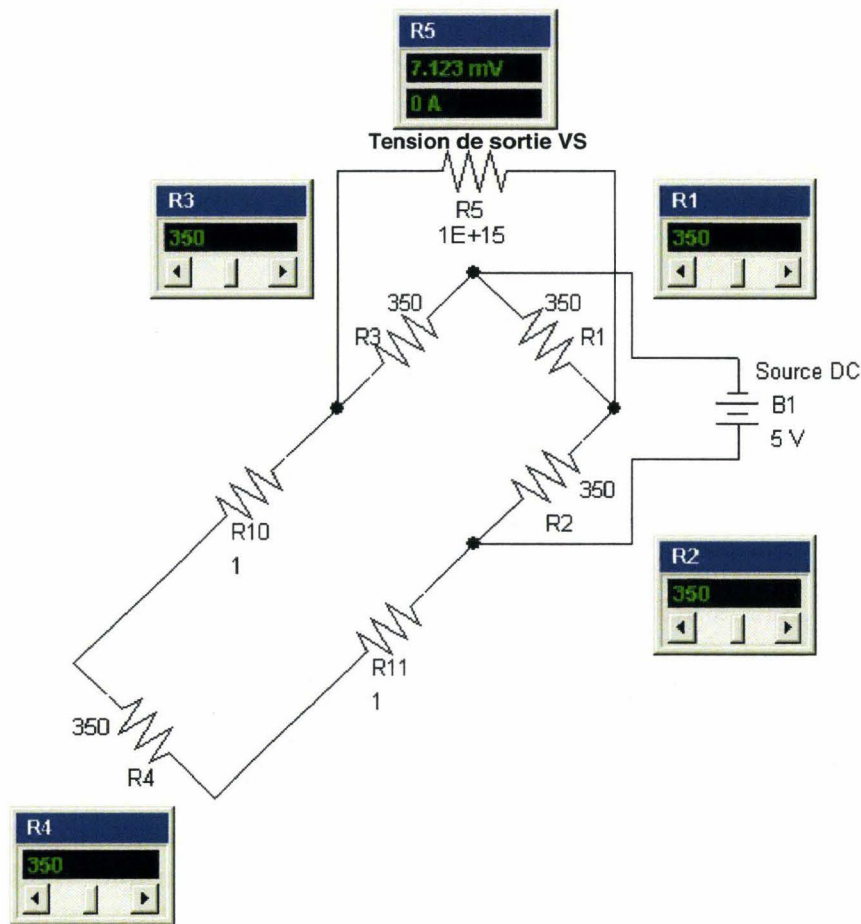 R5
7.123 mV
0 A
Tension de sortie VS
R3
350
R5
1E+15
R1
350
350
R3
350
R1
Source DC
B1
5 V
R10
1
350
R2
R2
350
R11
1
350
R4
R4
350